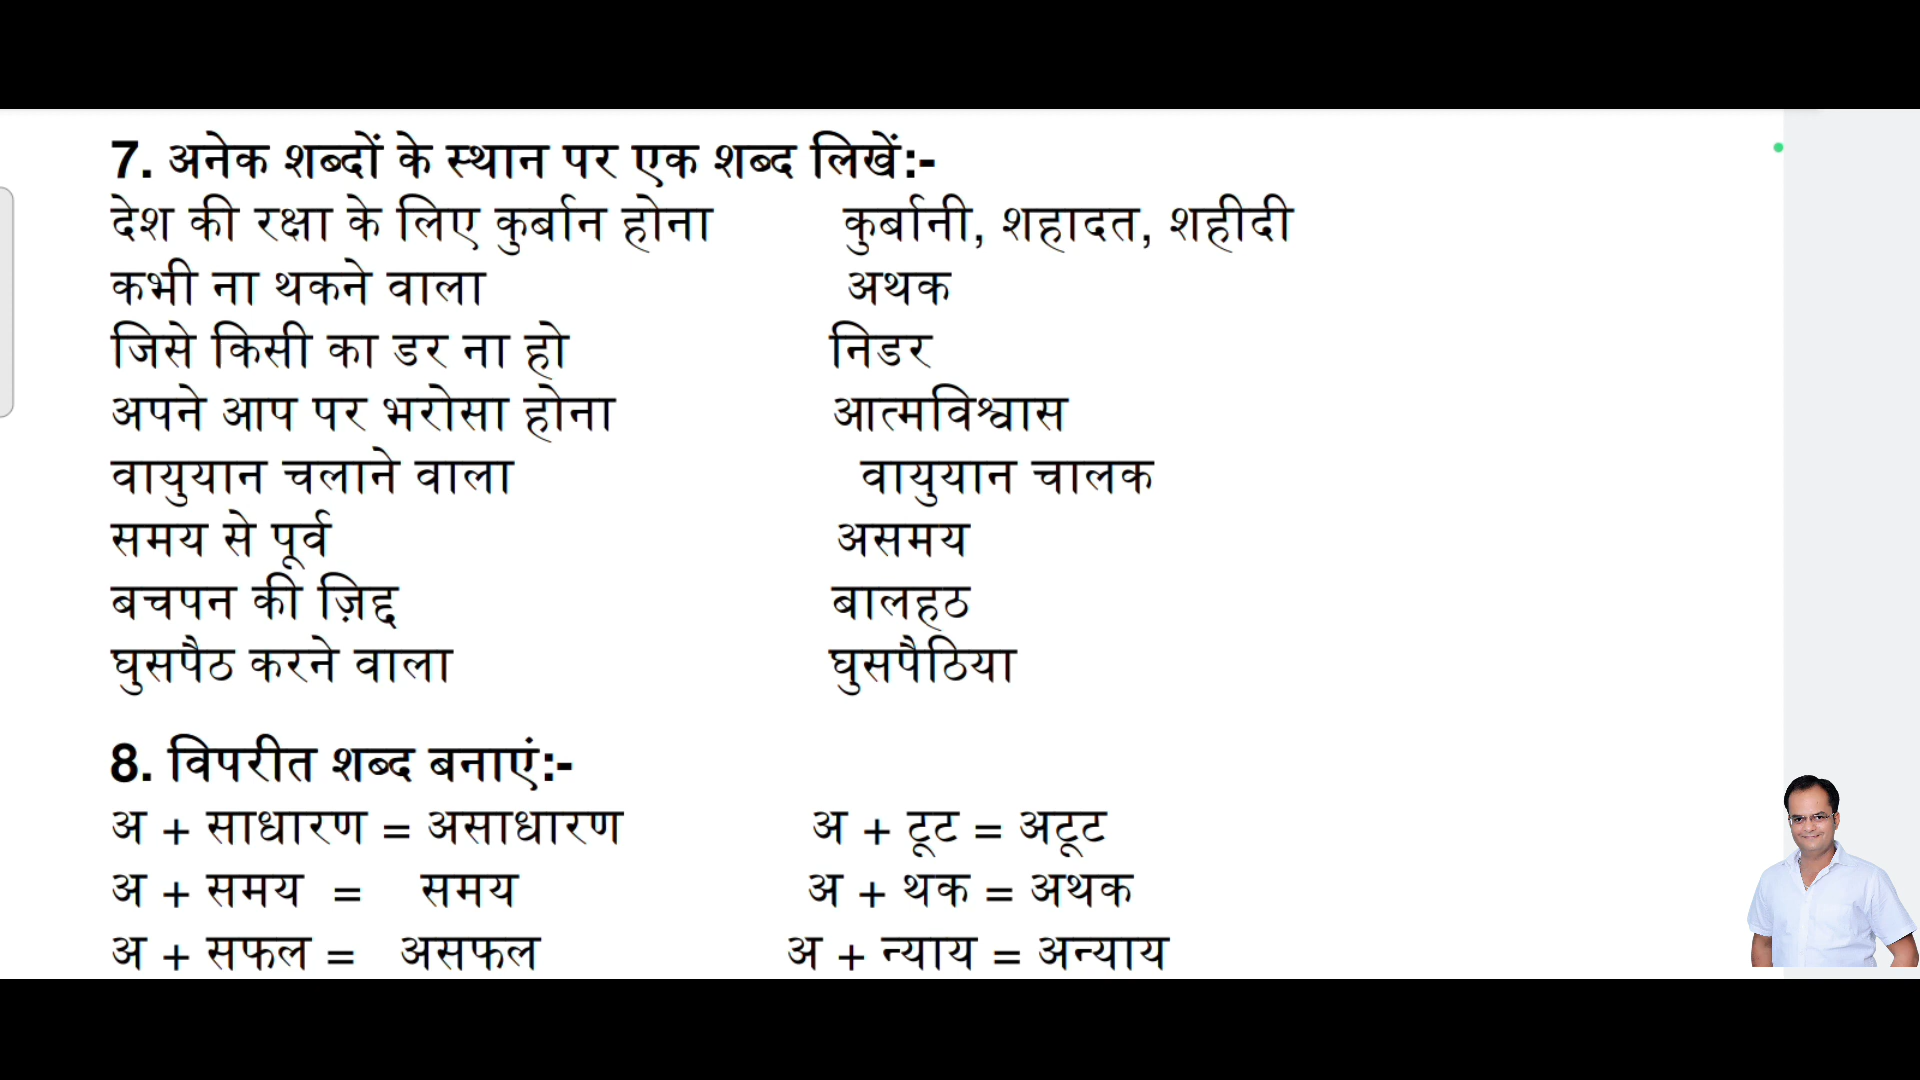 7. अनेक शब्दों के स्थान पर एक शब्द लिखें:-
देश की रक्षा के लिए कुर्बान होना कुर्बानी, शहादत, शहीदी
कभी ना थकने वाला अथक
जिसे किसी का डर ना हो निडर
अपने आप पर भरोसा होना आत्मविश्वास
वायुयान चलाने वाला वायुयान चालक
समय से पूर्व असमय
बचपन की ज़िद्द बालहठ
घुसपैठ करने वाला घुसपैठिया
8. विपरीत शब्द बनाएं:-
अ + साधारण = असाधारण अ + टूट = अटूट
अ + समय = समय अ + थक = अथक
अ + सफल = असफल अ + न्याय = अन्याय